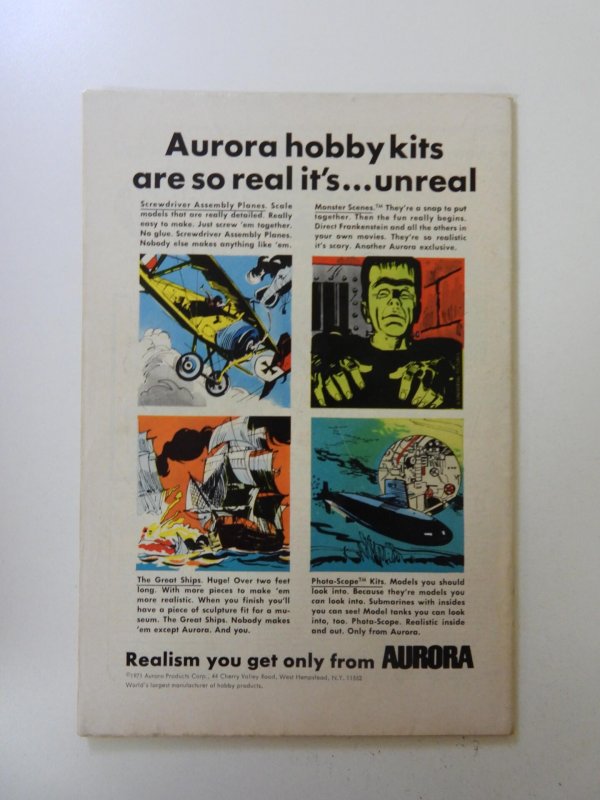 Aurora hobby kits
are so real it's...unreal
Screwdriver Assembly Planes. Scale
models that are really detailed. Really
easy to make. Just screw 'em together.
No glue. Screwdriver Assembly Planes.
Nobody else makes anything like 'em.
Monster Scenes.™ They're a snap to put
together. Then the fun really begins.
Direct Frankenstein and all the others in
your own movies. They're so realistic
it's scary. Another Aurora exclusive.
The Great Ships. Huge! Over two feet
long. With more pieces to make 'em
more realistic. When you finish you'll
have a piece of sculpture fit for a mu-
seum. The Great Ships. Nobody makes
'em except Aurora. And you.
Photo-Scope™ Kits. Models you should
look into. Because they're models you
can look into. Submarines with insides
you can see! Model tanks you can look
into, too. Photo-Scope. Realistic inside
and out. Only from Aurora.
Realism you get only from AURORA
©1971 Aurora Products Corp., 44 Cherry Valley Road, West Hempstead, N.Y. 11552
World's largest manufacturer of hobby products.